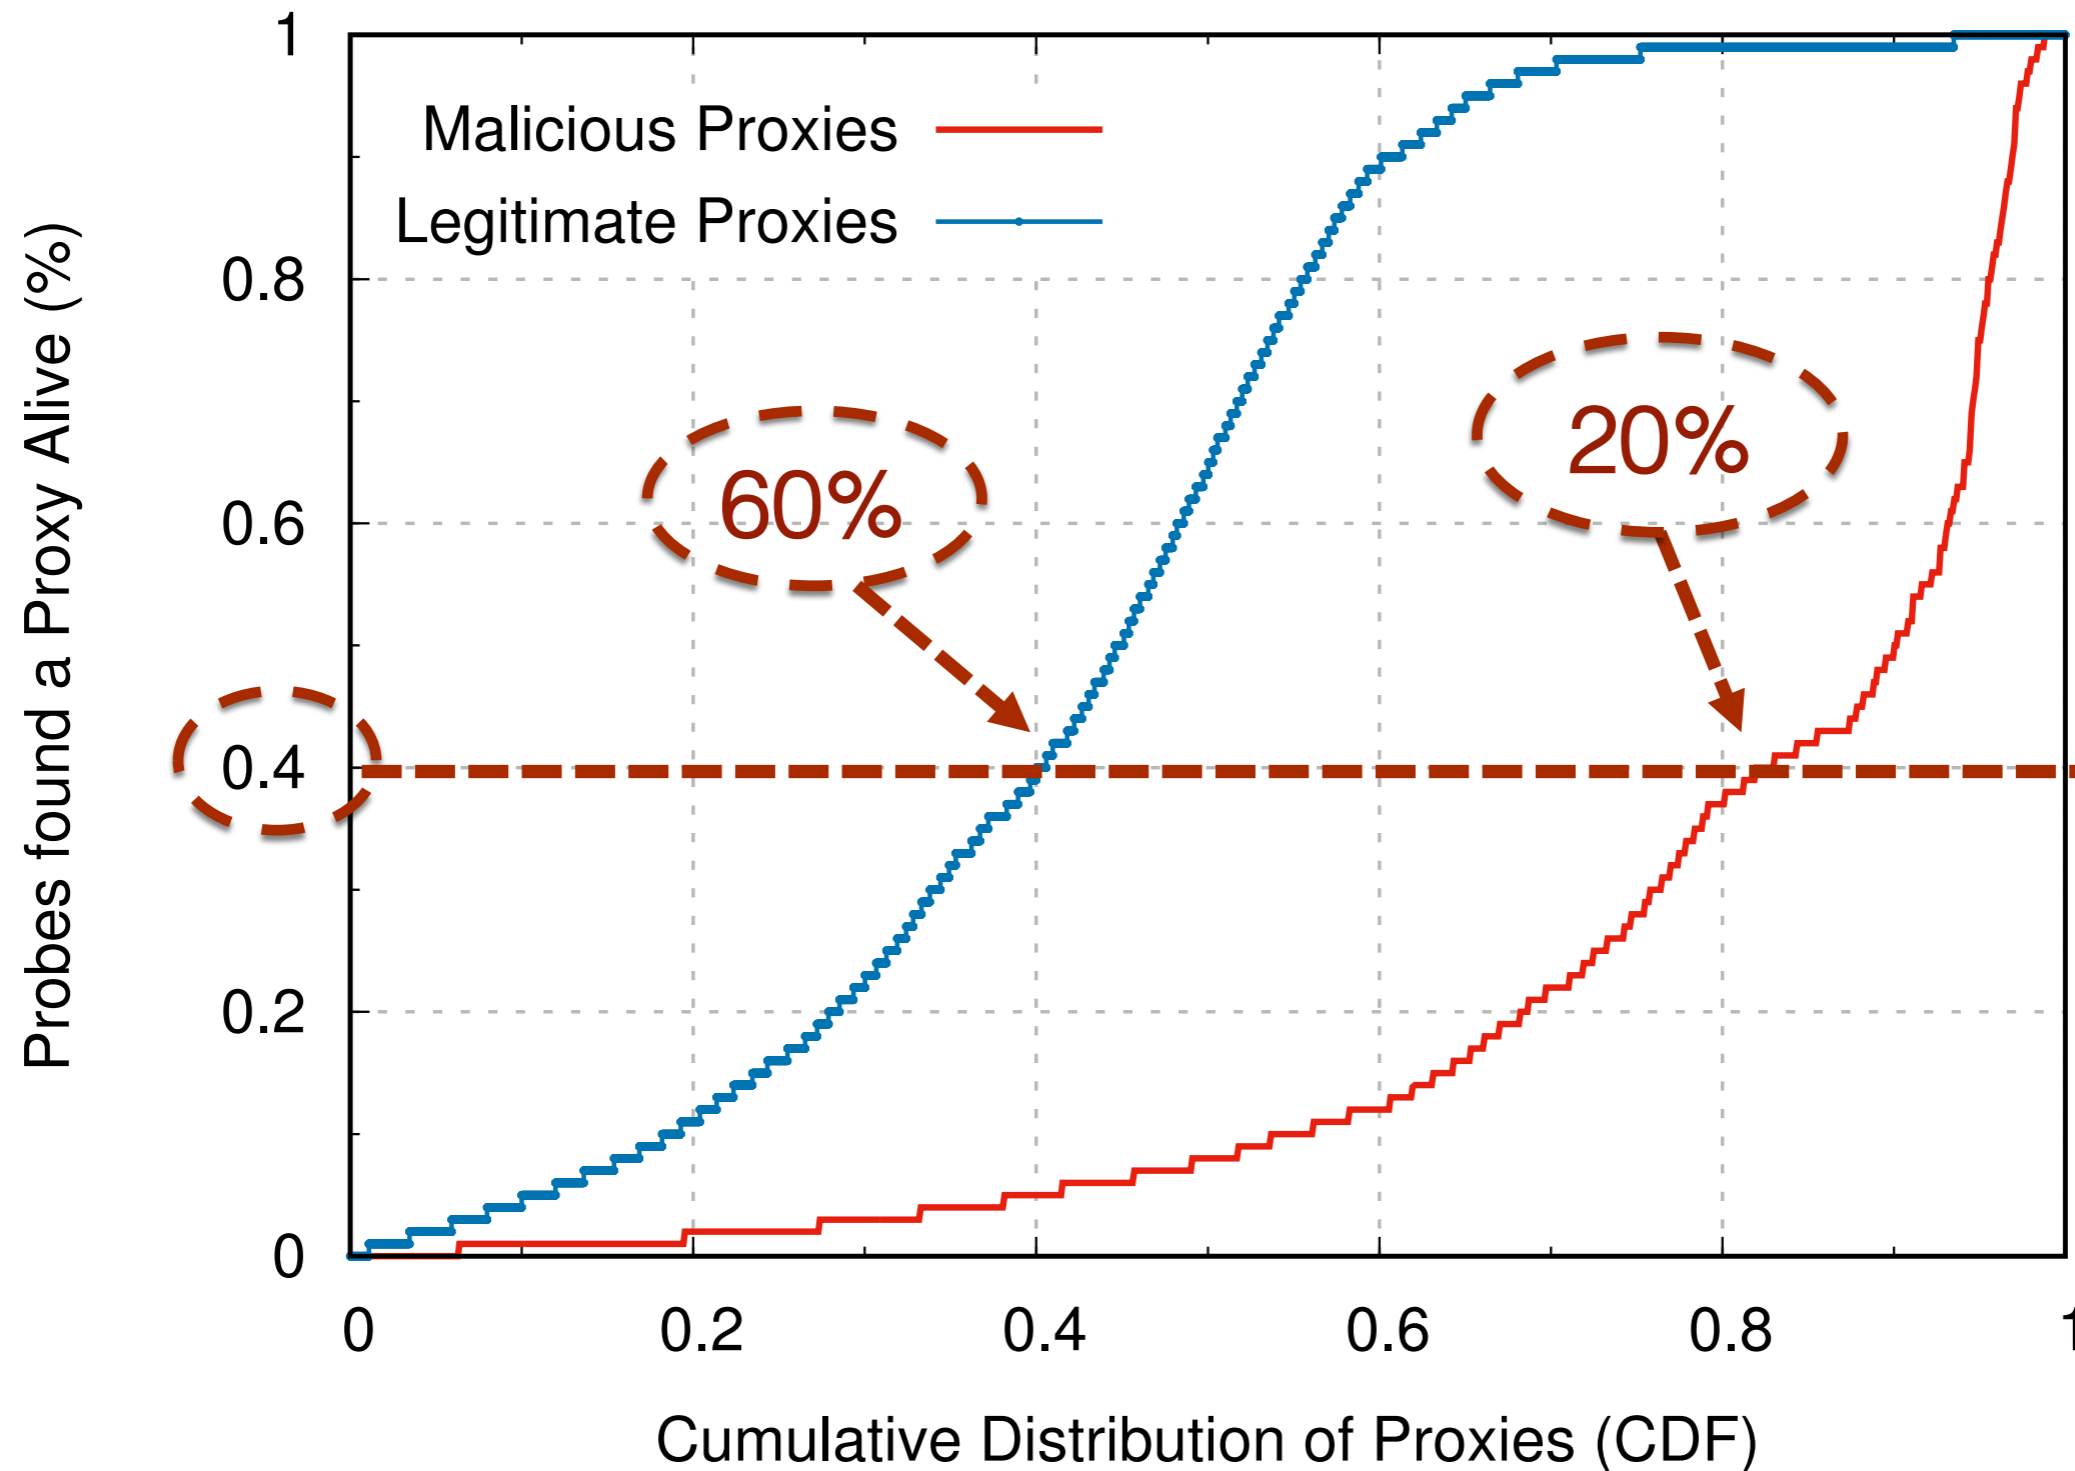 Probes found a Proxy Alive (%)
1
0.8
0.6
0.4
0.2
0
Malicious Proxies
Legitimate Proxies
60%
20%
0 0.2 0.4 0.6 0.8 1
Cumulative Distribution of Proxies (CDF)